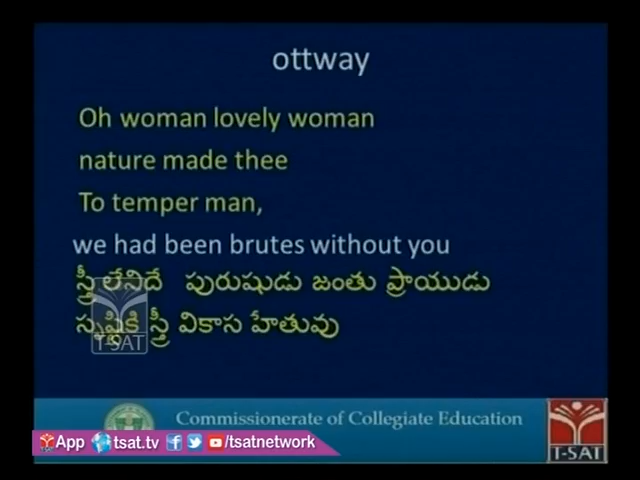 ottway
Oh woman lovely woman
nature made thee
To temper man,
we had been brutes without you
స్త్రీ లేనిదే పురుషుడు జంతు ప్రాయుడు
సృష్టికి స్త్రీ వికాస హేతువు
T-SAT
Commissionerate of Collegiate Education
App tsat.tv /tsatnetwork
T-SAT